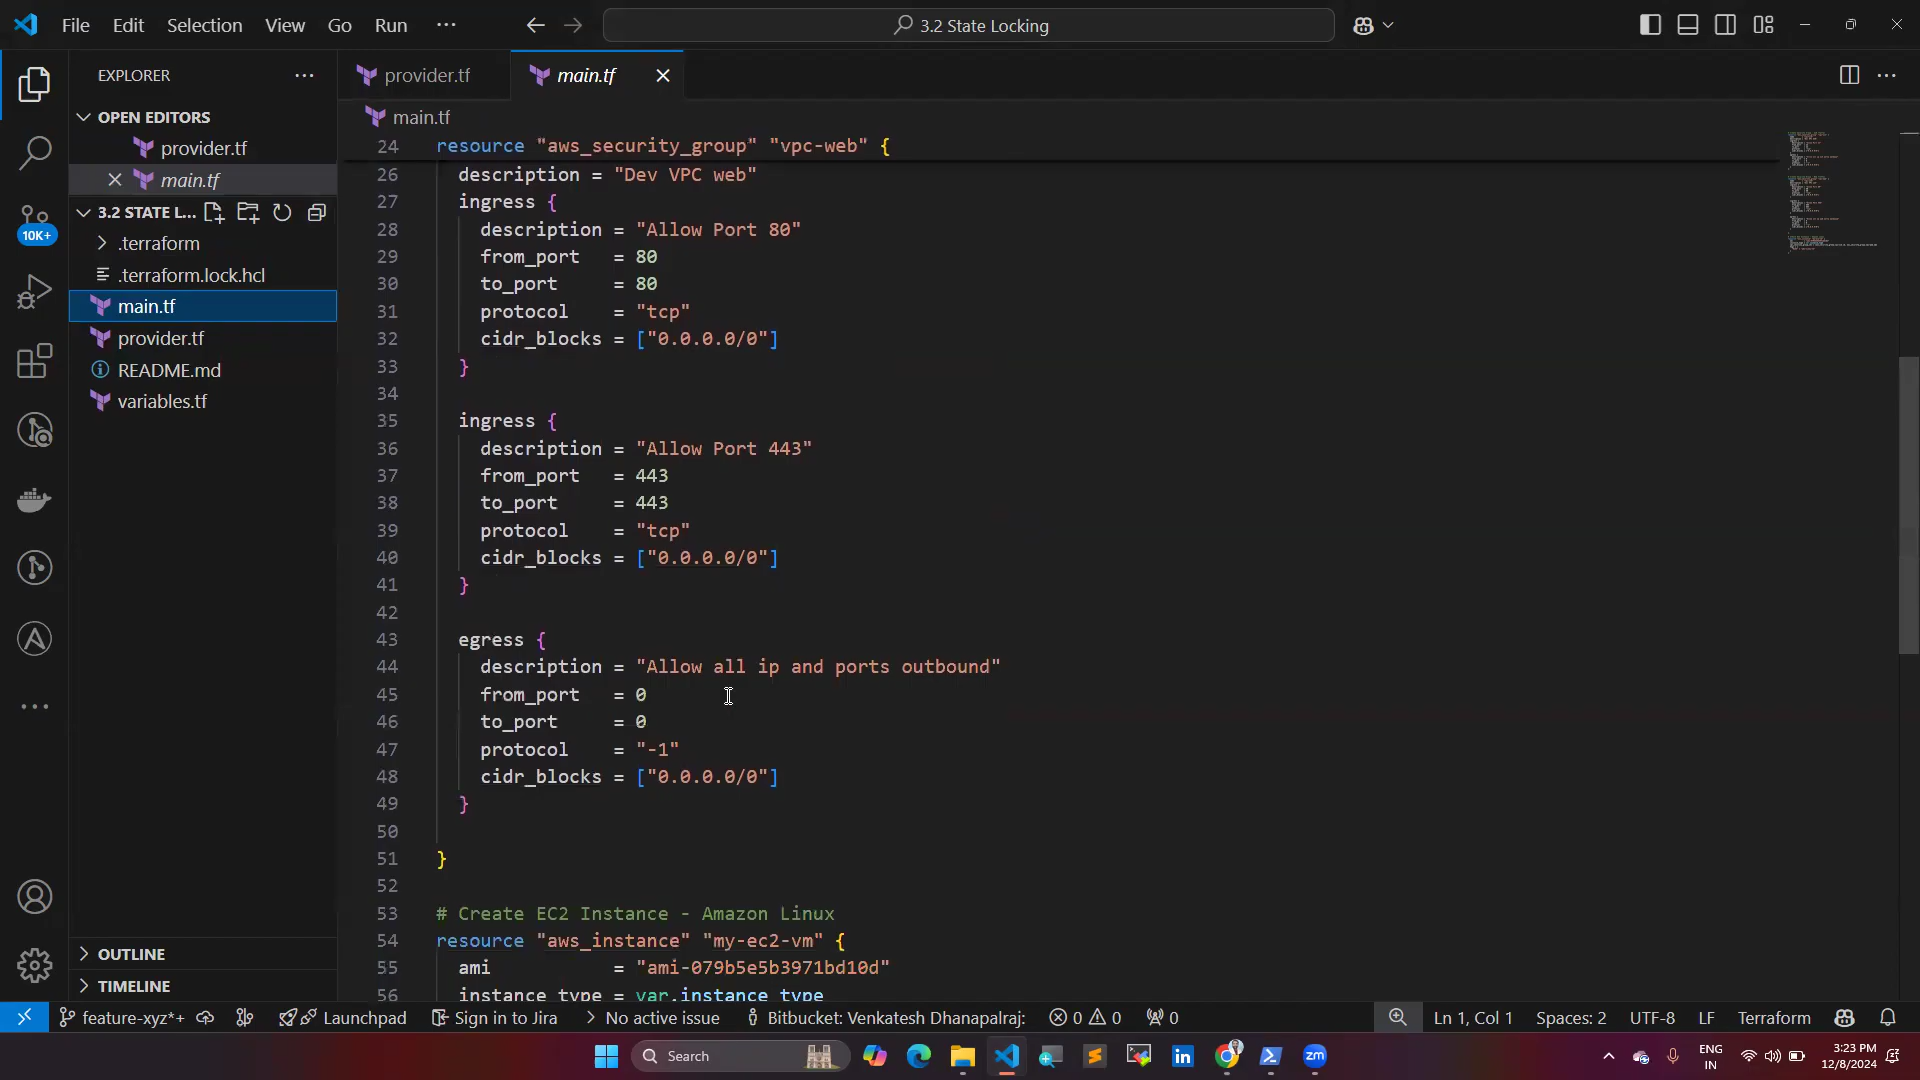 File Edit Selection View Go Run ···
3.2 State Locking
EXPLORER
OPEN EDITORS
provider.tf
main.tf
3.2 STATE L...
.terraform
.terraform.lock.hcl
main.tf
provider.tf
README.md
variables.tf
OUTLINE
TIMELINE
10K+
provider.tf
main.tf
main.tf
24 resource "aws_security_group" "vpc-web" {
26 description = "Dev VPC web"
27 ingress {
28 description = "Allow Port 80"
29 from_port = 80
30 to_port = 80
31 protocol = "tcp"
32 cidr_blocks = ["0.0.0.0/0"]
33 }
34
35 ingress {
36 description = "Allow Port 443"
37 from_port = 443
38 to_port = 443
39 protocol = "tcp"
40 cidr_blocks = ["0.0.0.0/0"]
41 }
42
43 egress {
44 description = "Allow all ip and ports outbound"
45 from_port = 0
46 to_port = 0
47 protocol = "-1"
48 cidr_blocks = ["0.0.0.0/0"]
49 }
50
51 }
52
53 # Create EC2 Instance - Amazon Linux
54 resource "aws_instance" "my-ec2-vm" {
55 ami = "ami-079b5e5b3971bd10d"
56 instance_type = var.instance_type
feature-xyz*+ Launchpad Sign in to Jira No active issue Bitbucket: Venkatesh Dhanapalraj: 0 0 0 Ln 1, Col 1 Spaces: 2 UTF-8 LF Terraform
Search
zm
ENG
IN
3:23 PM
12/8/2024